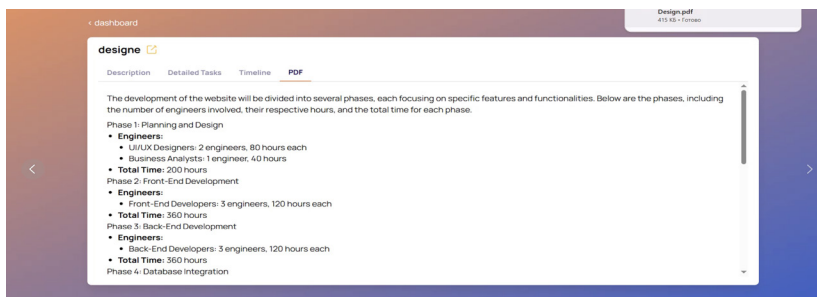 Design.pdf
415 КБ • Готово
< dashboard
designe
Description Detailed Tasks Timeline PDF
The development of the website will be divided into several phases, each focusing on specific features and functionalities. Below are the phases, including
the number of engineers involved, their respective hours, and the total time for each phase.
Phase 1: Planning and Design
• Engineers:
• UI/UX Designers: 2 engineers, 80 hours each
• Business Analysts: 1 engineer, 40 hours
• Total Time: 200 hours
Phase 2: Front-End Development
• Engineers:
• Front-End Developers: 3 engineers, 120 hours each
• Total Time: 360 hours
Phase 3: Back-End Development
• Engineers:
• Back-End Developers: 3 engineers, 120 hours each
• Total Time: 360 hours
Phase 4: Database Integration